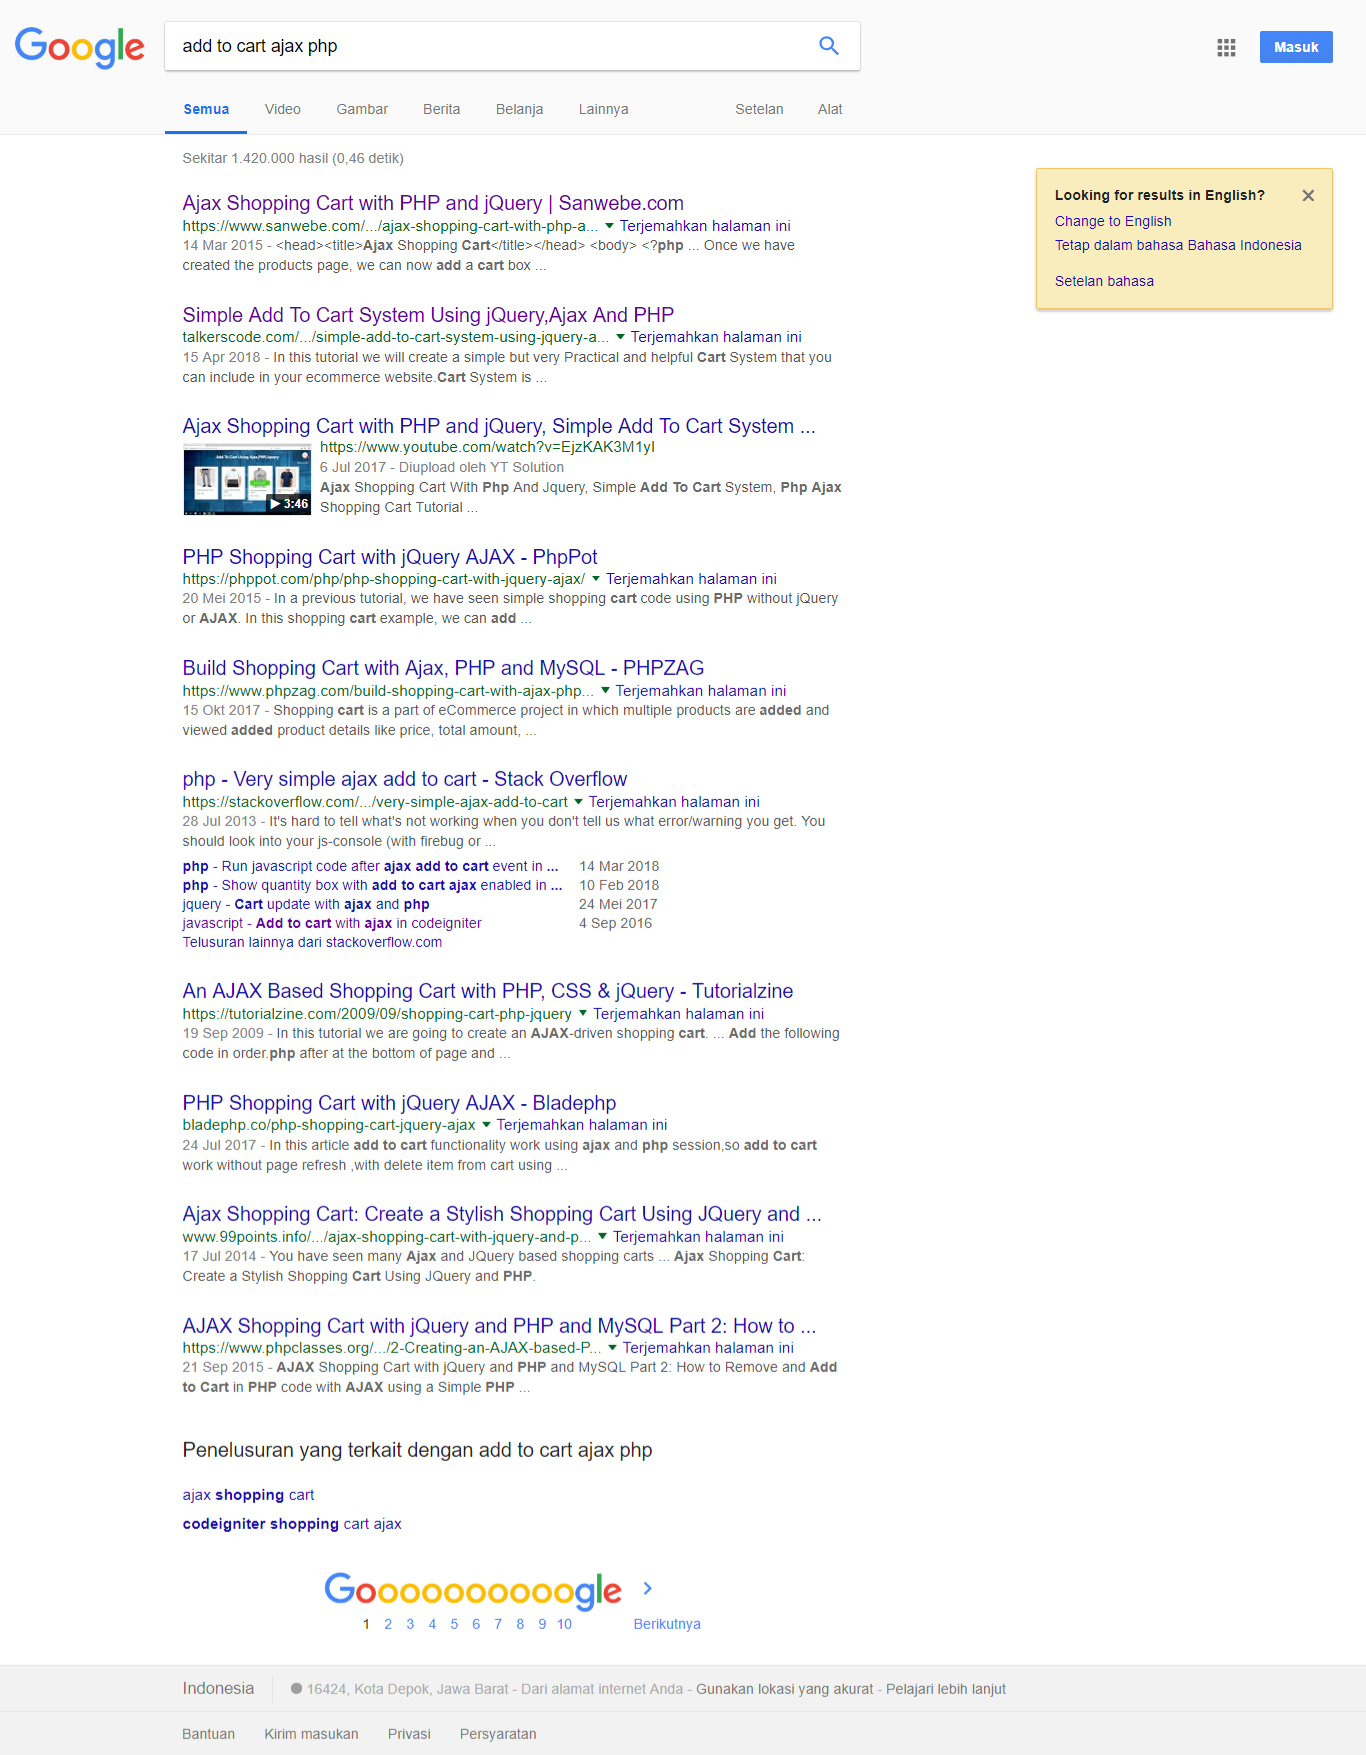 Google
add to cart ajax php
Masuk
Semua Video Gambar Berita Belanja Lainnya Setelan Alat
Sekitar 1.420.000 hasil (0,46 detik)
Looking for results in English?
Change to English
Tetap dalam bahasa Bahasa Indonesia
Setelan bahasa
Ajax Shopping Cart with PHP and jQuery | Sanwebe.com
https://www.sanwebe.com/.../ajax-shopping-cart-with-php-a... Terjemahkan halaman ini
14 Mar 2015 - <head><title>Ajax Shopping Cart</title></head> <body> <?php ... Once we have
created the products page, we can now add a cart box ...
Simple Add To Cart System Using jQuery,Ajax And PHP
talkerscode.com/.../simple-add-to-cart-system-using-jquery-a... Terjemahkan halaman ini
15 Apr 2018 - In this tutorial we will create a simple but very Practical and helpful Cart System that you
can include in your ecommerce website.Cart System is ...
Ajax Shopping Cart with PHP and jQuery, Simple Add To Cart System ...
https://www.youtube.com/watch?v=EjzKAK3M1yI
6 Jul 2017 - Diupload oleh YT Solution
Ajax Shopping Cart With Php And Jquery, Simple Add To Cart System, Php Ajax
Shopping Cart Tutorial ...
Add To Cart Using Ajax,PHP,Jquery
3:46
PHP Shopping Cart with jQuery AJAX - PhpPot
https://phppot.com/php/php-shopping-cart-with-jquery-ajax/ Terjemahkan halaman ini
20 Mei 2015 - In a previous tutorial, we have seen simple shopping cart code using PHP without jQuery
or AJAX. In this shopping cart example, we can add ...
Build Shopping Cart with Ajax, PHP and MySQL - PHPZAG
https://www.phpzag.com/build-shopping-cart-with-ajax-php... Terjemahkan halaman ini
15 Okt 2017 - Shopping cart is a part of eCommerce project in which multiple products are added and
viewed added product details like price, total amount, ...
php - Very simple ajax add to cart - Stack Overflow
https://stackoverflow.com/.../very-simple-ajax-add-to-cart Terjemahkan halaman ini
28 Jul 2013 - It's hard to tell what's not working when you don't tell us what error/warning you get. You
should look into your js-console (with firebug or ...
php - Run javascript code after ajax add to cart event in ... 14 Mar 2018
php - Show quantity box with add to cart ajax enabled in ... 10 Feb 2018
jquery - Cart update with ajax and php 24 Mei 2017
javascript - Add to cart with ajax in codeigniter 4 Sep 2016
Telusuran lainnya dari stackoverflow.com
An AJAX Based Shopping Cart with PHP, CSS & jQuery - Tutorialzine
https://tutorialzine.com/2009/09/shopping-cart-php-jquery Terjemahkan halaman ini
19 Sep 2009 - In this tutorial we are going to create an AJAX-driven shopping cart. ... Add the following
code in order.php after at the bottom of page and ...
PHP Shopping Cart with jQuery AJAX - Bladephp
bladephp.co/php-shopping-cart-jquery-ajax Terjemahkan halaman ini
24 Jul 2017 - In this article add to cart functionality work using ajax and php session,so add to cart
work without page refresh ,with delete item from cart using ...
Ajax Shopping Cart: Create a Stylish Shopping Cart Using JQuery and ...
www.99points.info/.../ajax-shopping-cart-with-jquery-and-p... Terjemahkan halaman ini
17 Jul 2014 - You have seen many Ajax and JQuery based shopping carts ... Ajax Shopping Cart:
Create a Stylish Shopping Cart Using JQuery and PHP.
AJAX Shopping Cart with jQuery and PHP and MySQL Part 2: How to ...
https://www.phpclasses.org/.../2-Creating-an-AJAX-based-P... Terjemahkan halaman ini
21 Sep 2015 - AJAX Shopping Cart with jQuery and PHP and MySQL Part 2: How to Remove and Add
to Cart in PHP code with AJAX using a Simple PHP ...
Penelusuran yang terkait dengan add to cart ajax php
ajax shopping cart
codeigniter shopping cart ajax
Goooooooooogle
1 2 3 4 5 6 7 8 9 10 Berikutnya
Indonesia 16424, Kota Depok, Jawa Barat - Dari alamat internet Anda - Gunakan lokasi yang akurat - Pelajari lebih lanjut
Bantuan Kirim masukan Privasi Persyaratan